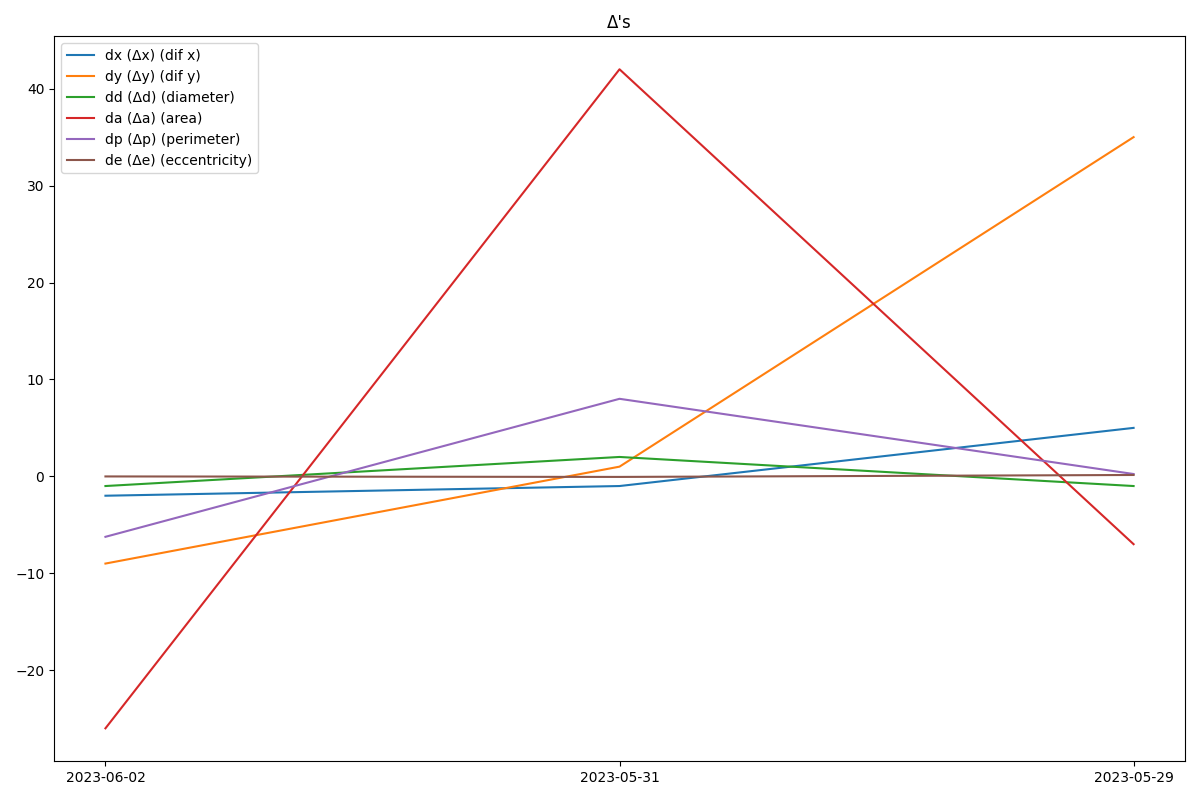 Δ's
dx (Δx) (dif x)
dy (Δy) (dif y)
dd (Δd) (diameter)
da (Δa) (area)
dp (Δp) (perimeter)
de (Δe) (eccentricity)
40
30
20
10
0
−10
−20
2023-06-02 2023-05-31 2023-05-29